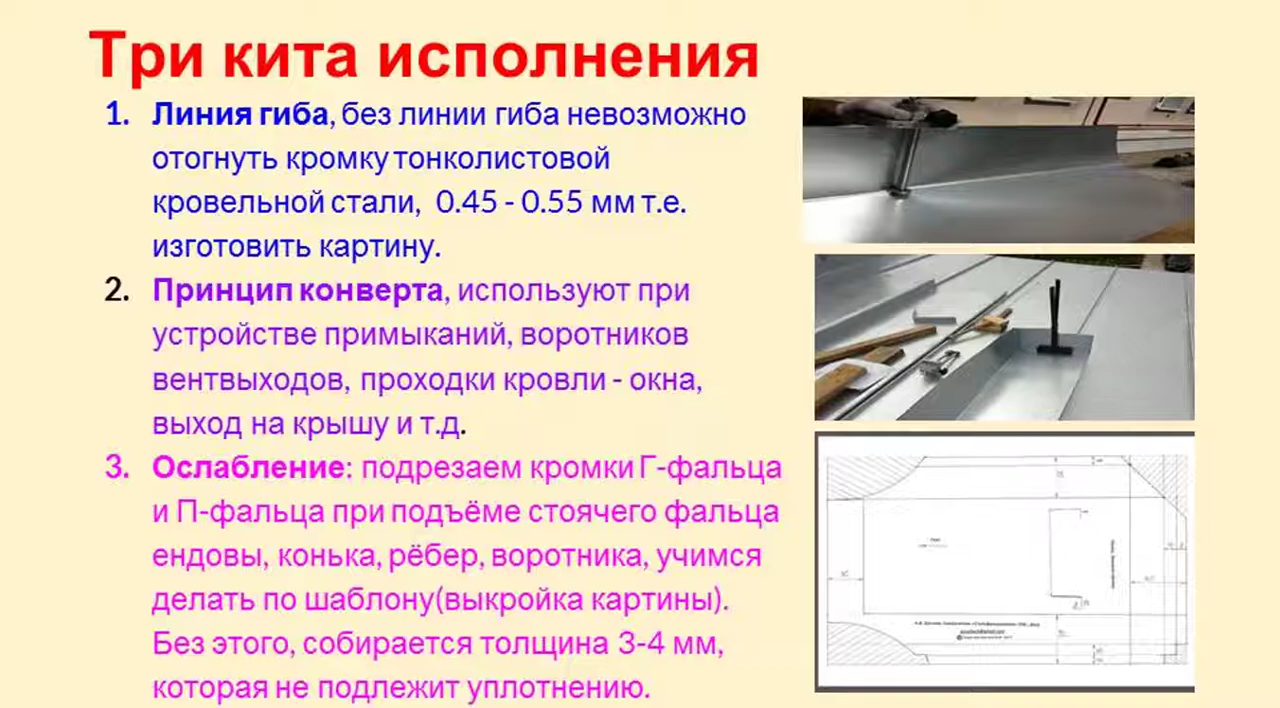 Три кита исполнения
1. Линия гиба, без линии гиба невозможно
отогнуть кромку тонколистовой
кровельной стали, 0.45 - 0.55 мм т.е.
изготовить картину.
2. Принцип конверта, используют при
устройстве примыканий, воротников
вентвыходов, проходки кровли - окна,
выход на крышу и т.д.
3. Ослабление: подрезаем кромки Г-фальца
и П-фальца при подъёме стоячего фальца
ендовы, конька, рёбер, воротника, учимся
делать по шаблону(выкройка картины).
Без этого, собирается толщина 3-4 мм,
которая не подлежит уплотнению.